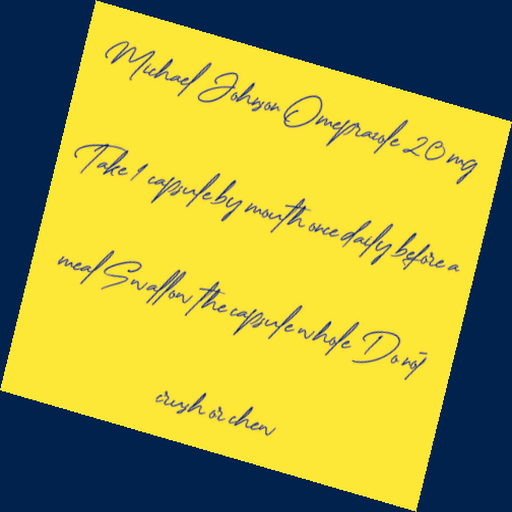 Michael Johnson Omeprazole 20 mg
Take 1 capsule by mouth once daily before a
meal Swallow the capsule whole Do not
crush or chew